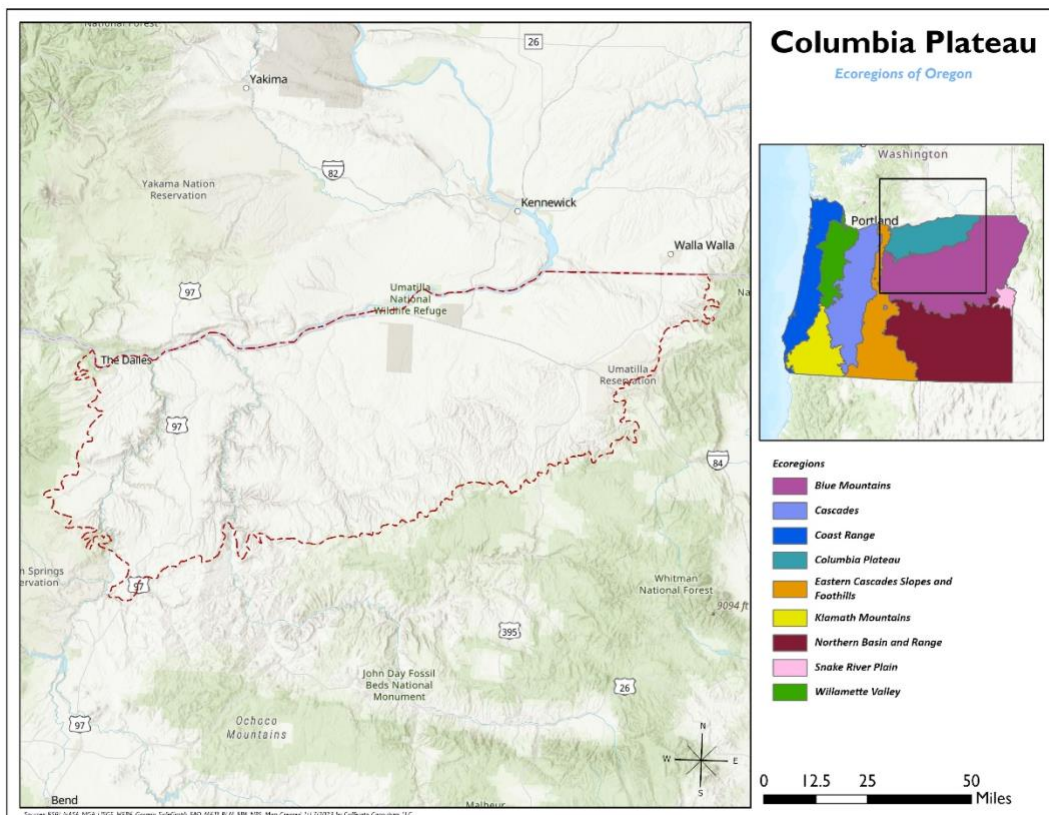 National Forest
26
Yakima
82
Yakama Nation
Reservation
Kennewick
Walla Walla
97
Umatilla
National
Wildlife Refuge
The Dalles
Umatilla
Reservation
97
84
Springs
97
Whitman
National Forest
9094 ft
395
John Day Fossil
Beds National
Monument
26
Ochoco
Mountains
97
Bend
Malheur
N
W
E
S
Columbia Plateau
Ecoregions of Oregon
Washington
Portland
Ecoregions
Blue Mountains
Cascades
Coast Range
Columbia Plateau
Eastern Cascades Slopes and
Foothills
Klamath Mountains
Northern Basin and Range
Snake River Plain
Willamette Valley
0 12.5 25 50
Miles